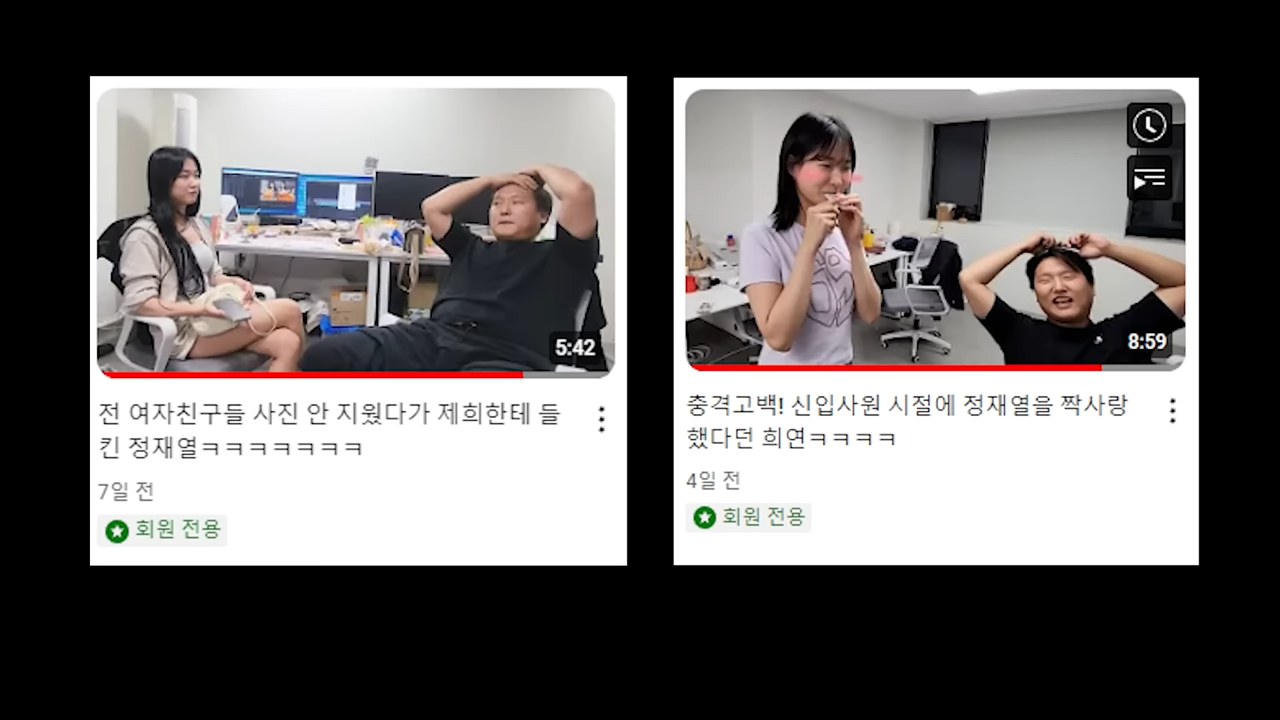 5:42
전 여자친구들 사진 안 지웠다가 제희한테 들
킨 정재열ㅋㅋㅋㅋㅋㅋㅋ
7일 전
회원 전용
8:59
충격고백! 신입사원 시절에 정재열을 짝사랑
했다던 희연ㅋㅋㅋㅋ
4일 전
회원 전용